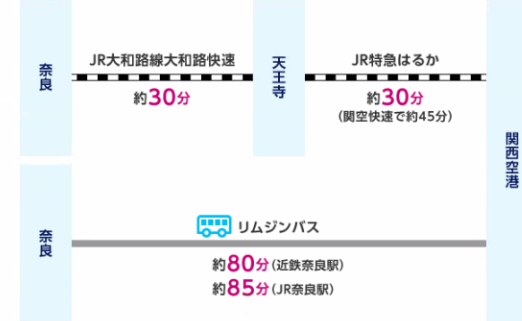 奈良
JR大和路線大和路快速
約30分
天王寺
JR特急はるか
約30分
(関空快速で約45分)
関西空港
奈良
リムジンバス
約80分(近鉄奈良駅)
約85分(JR奈良駅)